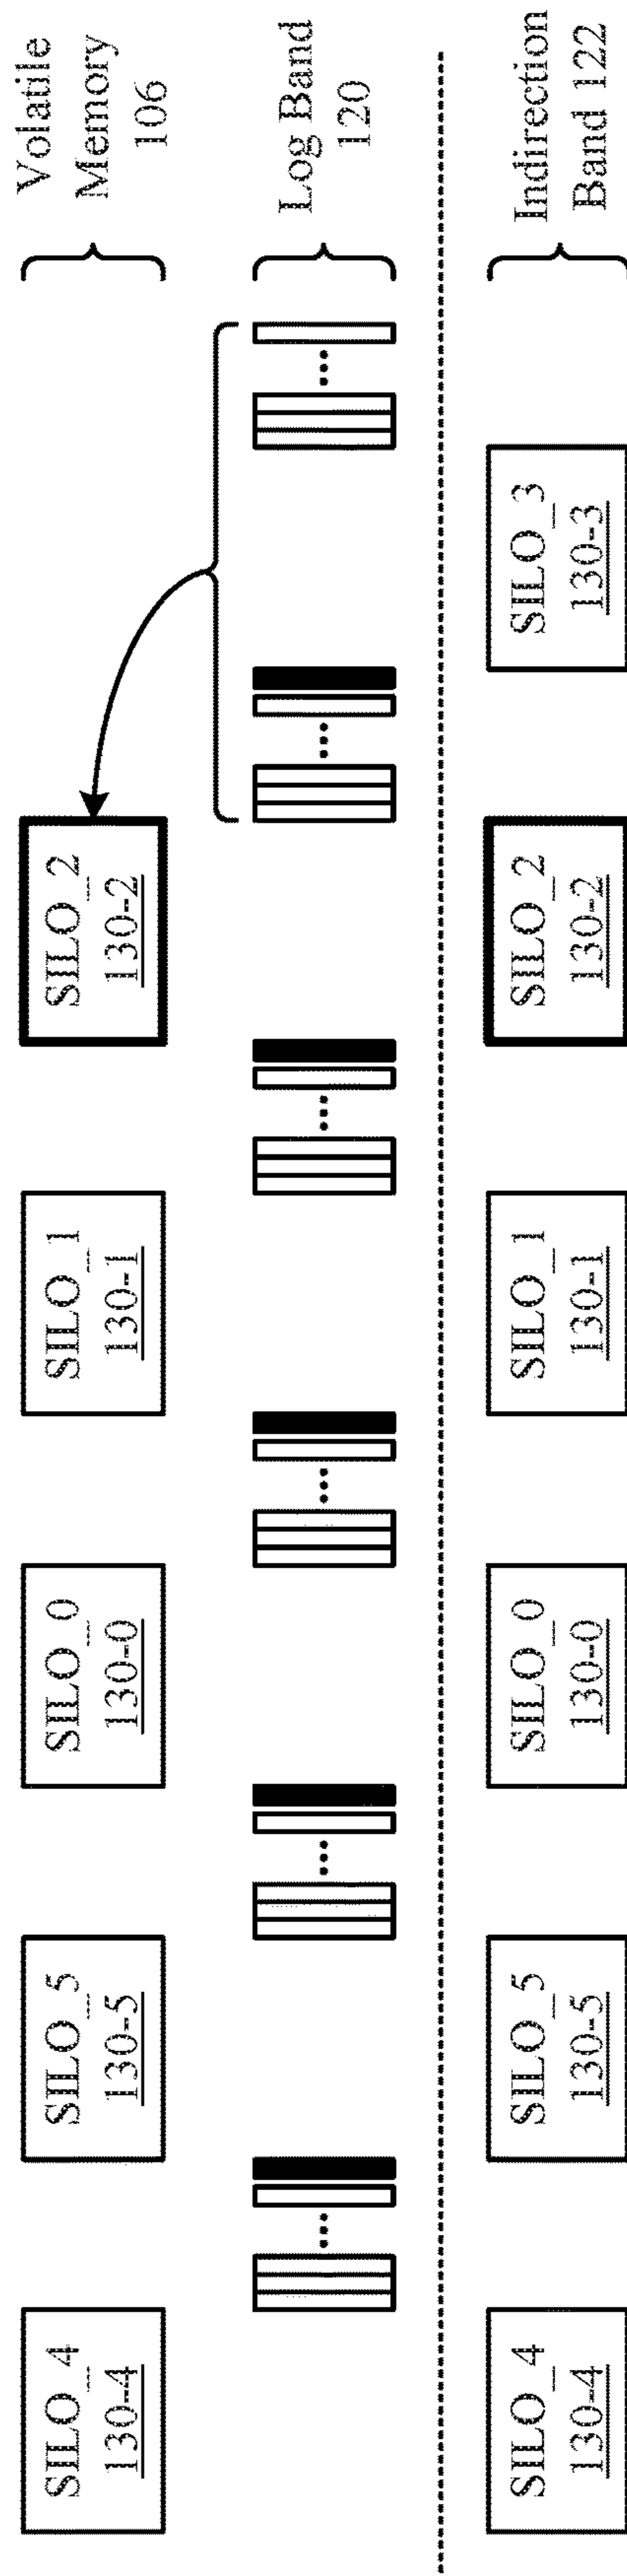 SILO_4
130-4
SILO_5
130-5
SILO_0
130-0
SILO_1
130-1
SILO_2
130-2
Volatile
Memory
106
Log Band
120
SILO_4
130-4
SILO_5
130-5
SILO_0
130-0
SILO_1
130-1
SILO_2
130-2
SILO_3
130-3
Indirection
Band 122